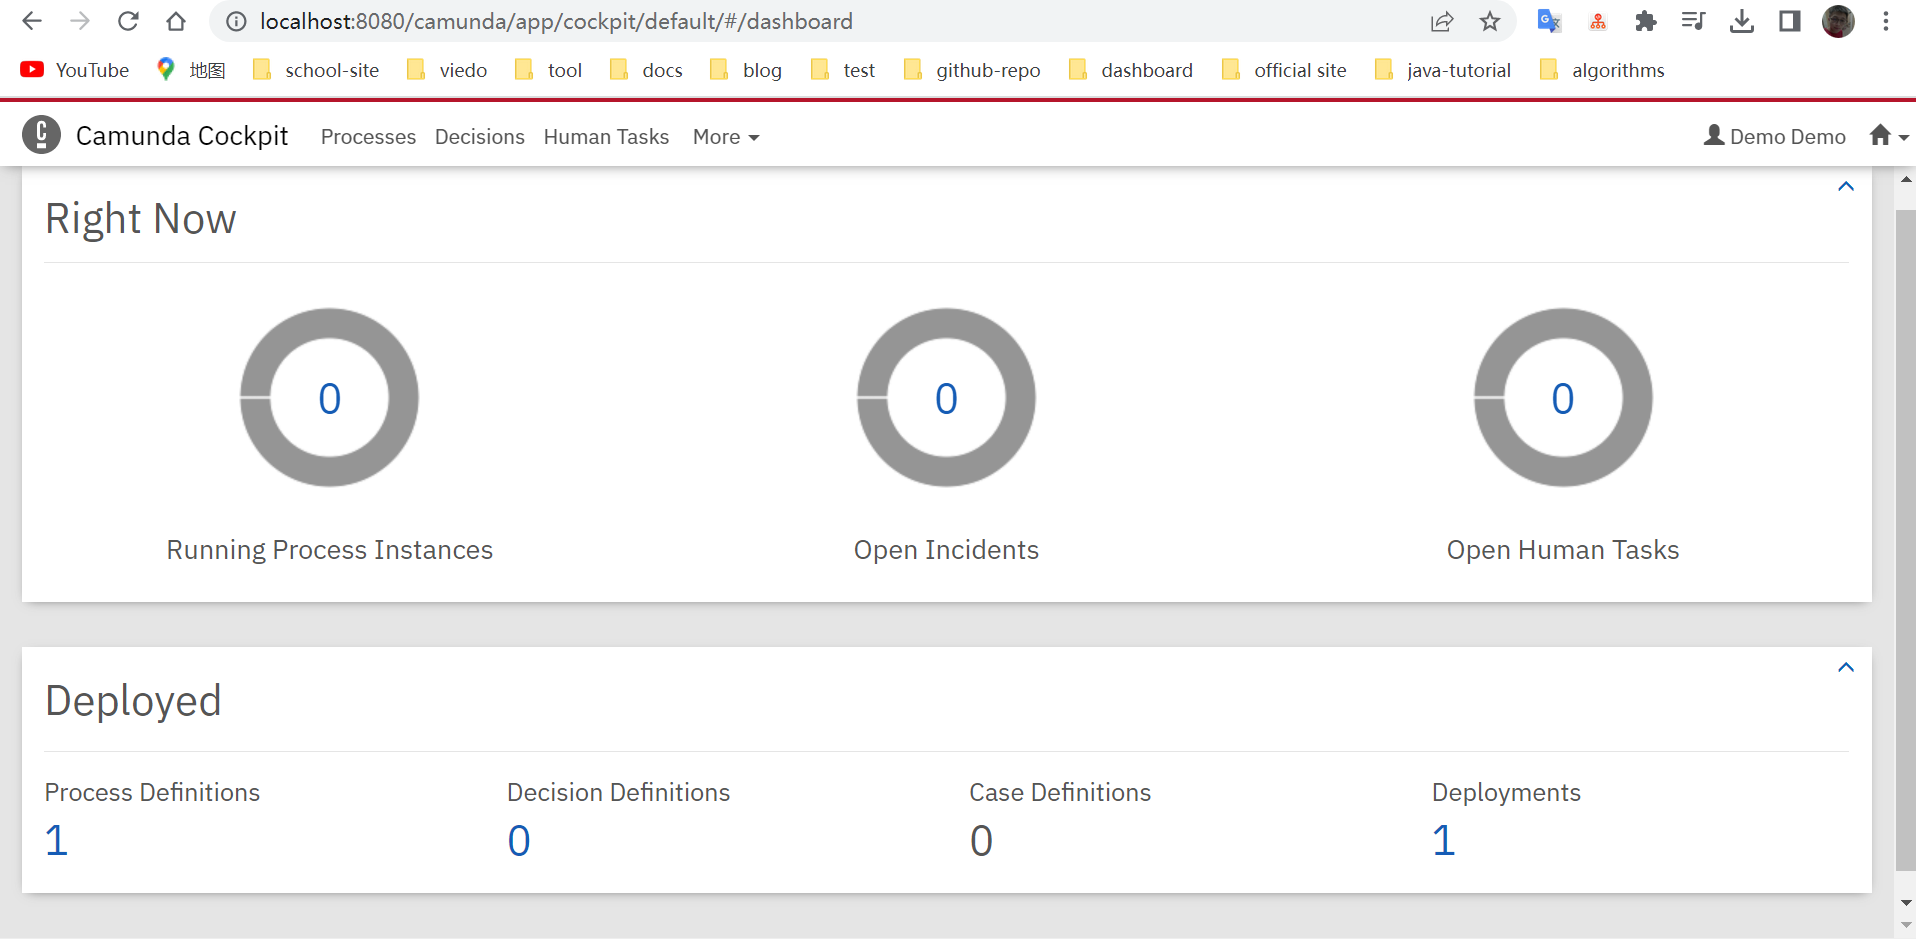 localhost:8080/camunda/app/cockpit/default/#/dashboard
YouTube 地图 school-site viedo tool docs blog test github-repo dashboard official site java-tutorial algorithms
Camunda Cockpit Processes Decisions Human Tasks More Demo Demo
Right Now
0 0 0
Running Process Instances Open Incidents Open Human Tasks
Deployed
Process Definitions Decision Definitions Case Definitions Deployments
1 0 0 1